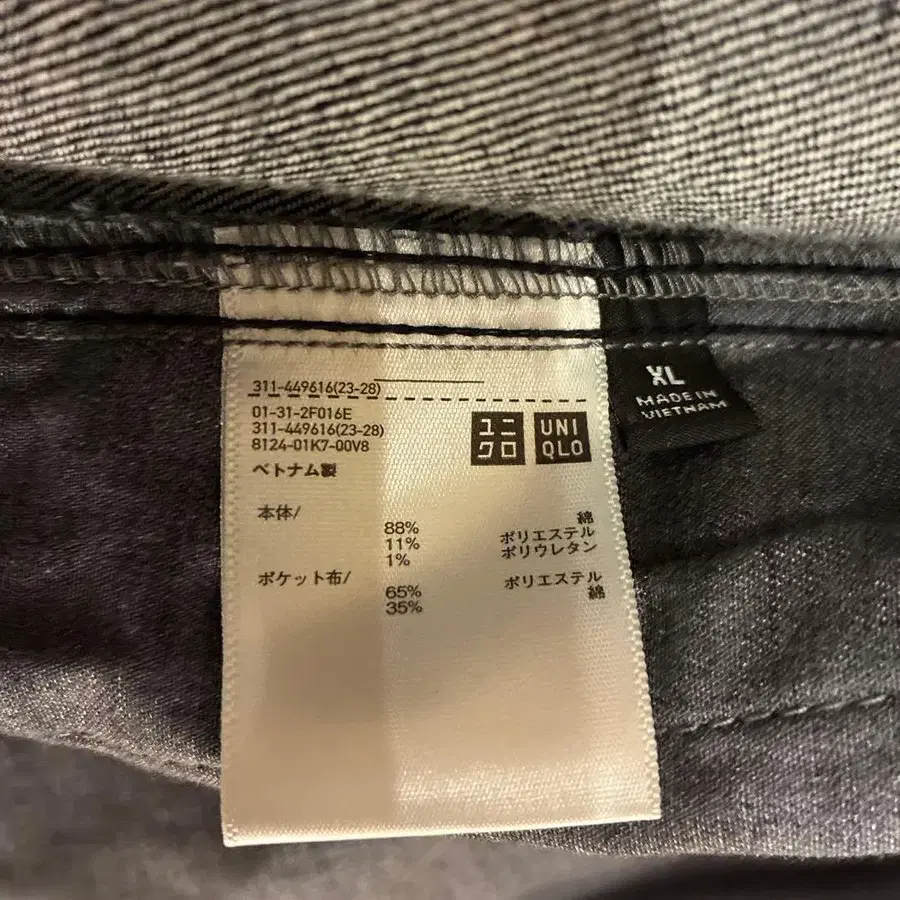 311-449616(23-28)
01-31-2F016E
311-449616(23-28)
8124-01K7-00V8
ベトナム製
ユニ
クロ
UNI
QLO
本体/
88% 綿
11% ポリエステル
1% ポリウレタン
ポケット布/
65% ポリエステル
35% 綿
XL
MADE IN
VIETNAM